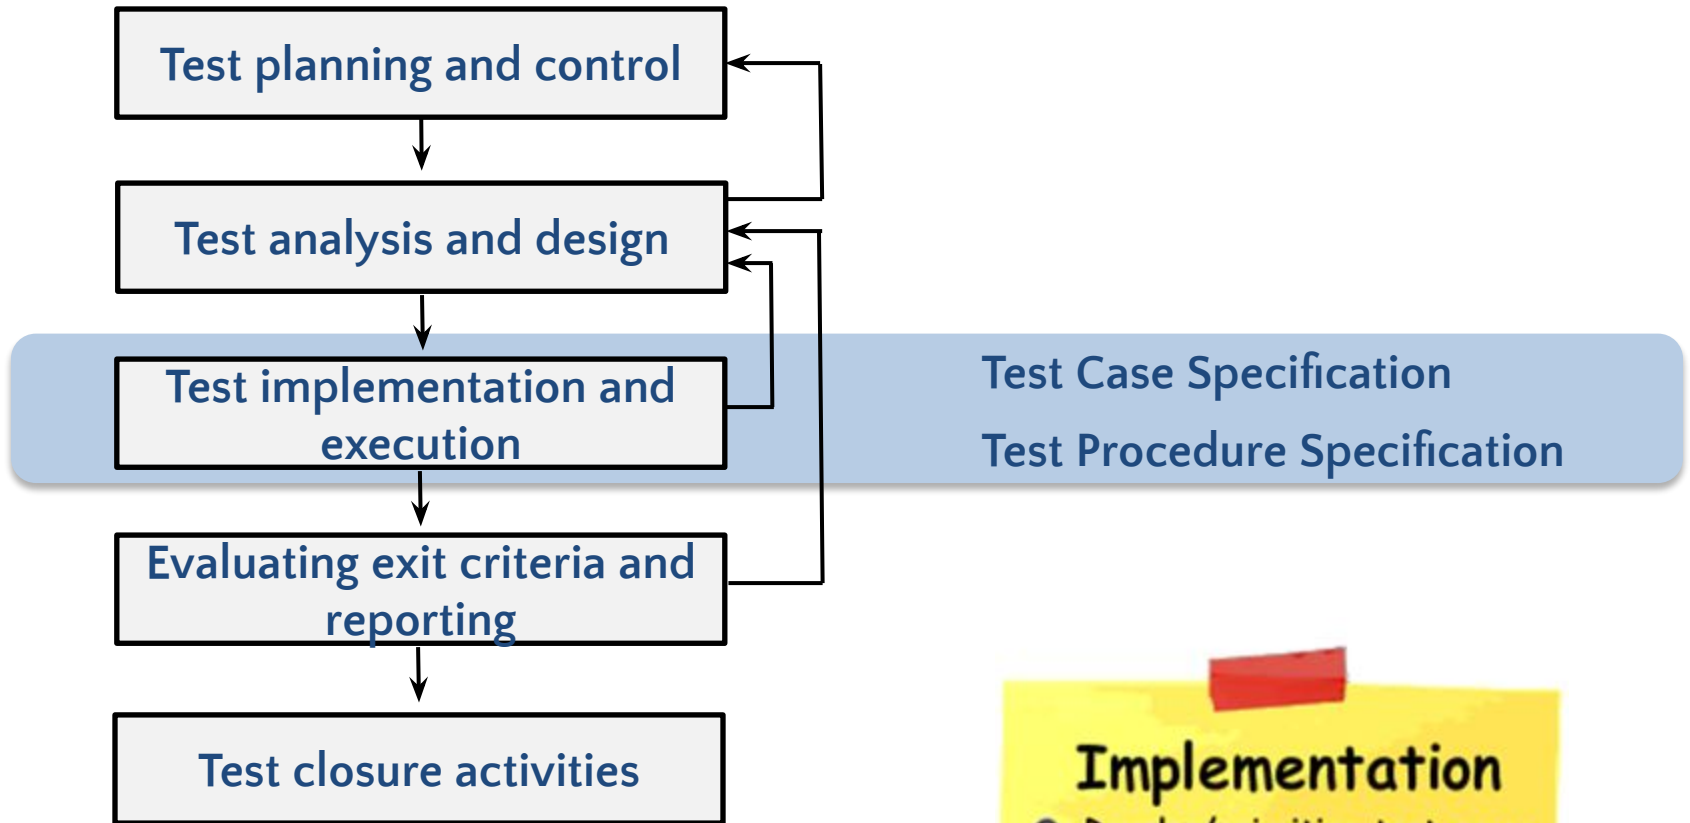 Test planning and control
Test analysis and design
Test implementation and
execution
Test Case Specification
Test Procedure Specification
Evaluating exit criteria and
reporting
Test closure activities
Implementation